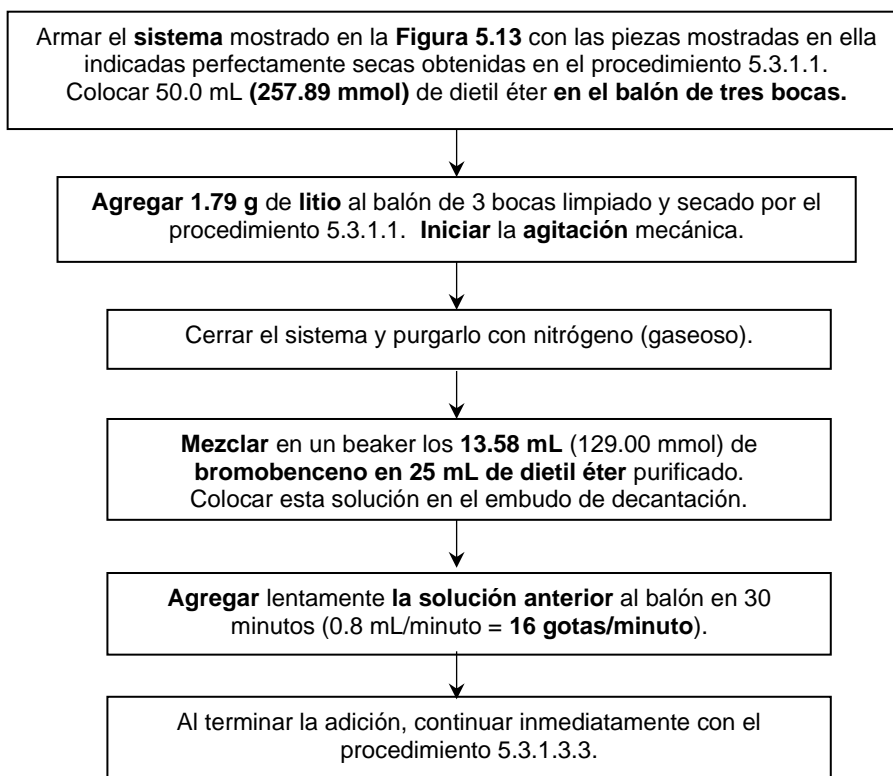 Armar el sistema mostrado en la Figura 5.13 con las piezas mostradas en ella
indicadas perfectamente secas obtenidas en el procedimiento 5.3.1.1.
Colocar 50.0 mL (257.89 mmol) de dietil éter en el balón de tres bocas.
Agregar 1.79 g de litio al balón de 3 bocas limpiado y secado por el
procedimiento 5.3.1.1. Iniciar la agitación mecánica.
Cerrar el sistema y purgarlo con nitrógeno (gaseoso).
Mezclar en un beaker los 13.58 mL (129.00 mmol) de
bromobenceno en 25 mL de dietil éter purificado.
Colocar esta solución en el embudo de decantación.
Agregar lentamente la solución anterior al balón en 30
minutos (0.8 mL/minuto = 16 gotas/minuto).
Al terminar la adición, continuar inmediatamente con el
procedimiento 5.3.1.3.3.